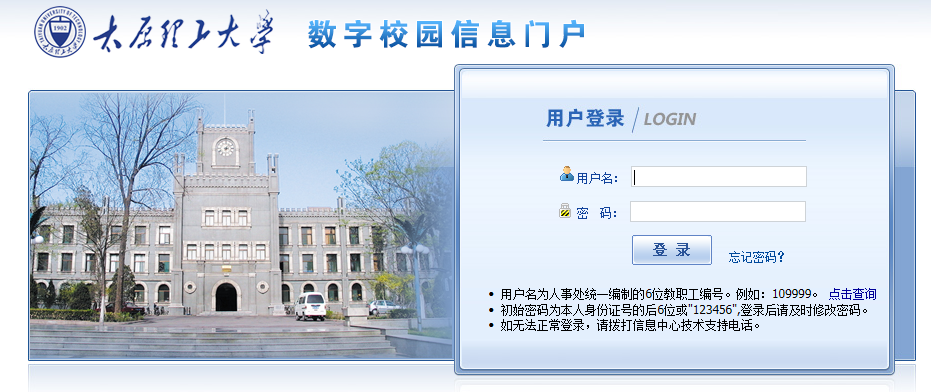 太原理工大学 数字校园信息门户
1902
用户登录 / LOGIN
用户名：
密 码：
登 录 忘记密码？
• 用户名为人事处统一编制的6位教职工编号。例如：109999。 点击查询
• 初始密码为本人身份证号的后6位或"123456",登录后请及时修改密码。
• 如无法正常登录，请拨打信息中心技术支持电话。